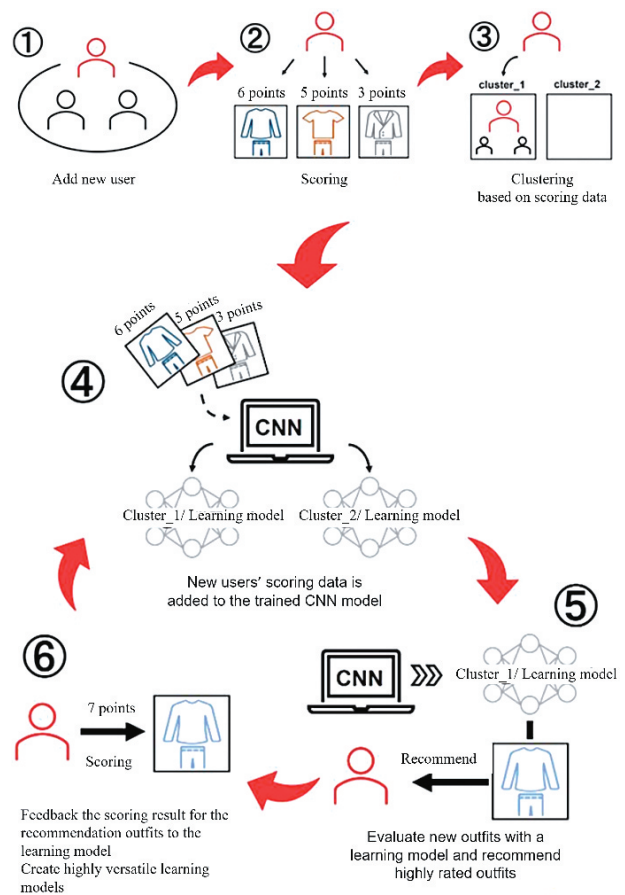 ①
Add new user
②
6 points
5 points
3 points
Scoring
③
cluster_1
cluster_2
Clustering
based on scoring data
④
6 points
5 points
3 points
CNN
Cluster_1/ Learning model
Cluster_2/ Learning model
New users' scoring data is
added to the trained CNN model
⑤
CNN
Cluster_1/ Learning model
Recommend
Evaluate new outfits with a
learning model and recommend
highly rated outfits
⑥
7 points
Scoring
Feedback the scoring result for the
recommendation outfits to the
learning model
Create highly versatile learning
models